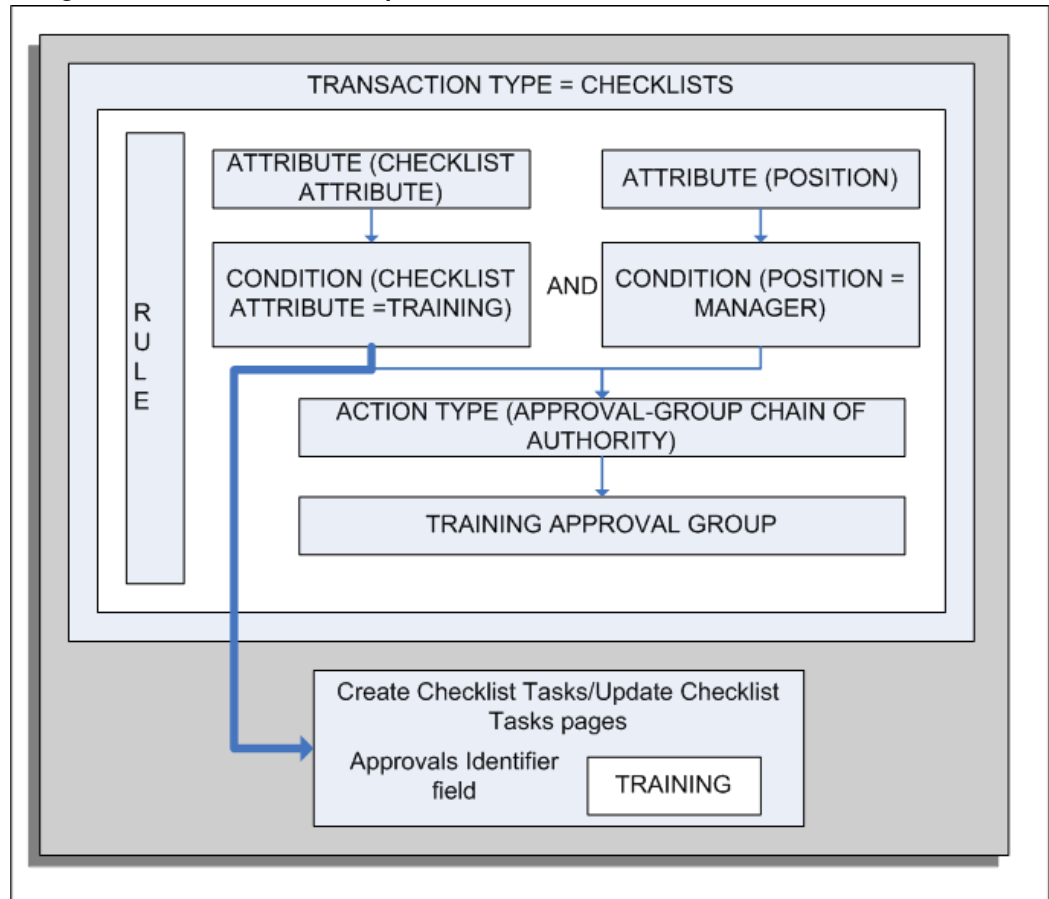 TRANSACTION TYPE = CHECKLISTS
RULE
ATTRIBUTE (CHECKLIST
ATTRIBUTE)
ATTRIBUTE (POSITION)
CONDITION (CHECKLIST
ATTRIBUTE =TRAINING)
AND
CONDITION (POSITION =
MANAGER)
ACTION TYPE (APPROVAL-GROUP CHAIN OF
AUTHORITY)
TRAINING APPROVAL GROUP
Create Checklist Tasks/Update Checklist
Tasks pages
Approvals Identifier
field
TRAINING